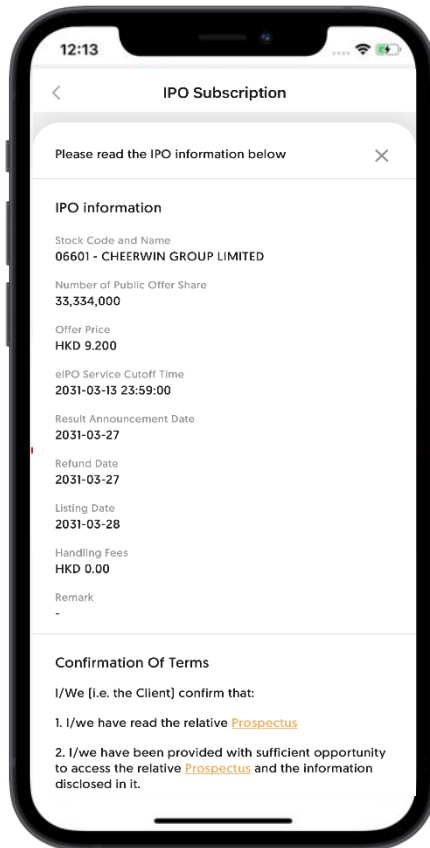 12:13
IPO Subscription
Please read the IPO information below
IPO information
Stock Code and Name
06601 - CHEERWIN GROUP LIMITED
Number of Public Offer Share
33,334,000
Offer Price
HKD 9.200
eIPO Service Cutoff Time
2031-03-13 23:59:00
Result Announcement Date
2031-03-27
Refund Date
2031-03-27
Listing Date
2031-03-28
Handling Fees
HKD 0.00
Remark
-
Confirmation Of Terms
I/We [i.e. the Client] confirm that:
1. I/we have read the relative Prospectus
2. I/we have been provided with sufficient opportunity
to access the relative Prospectus and the information
disclosed in it.